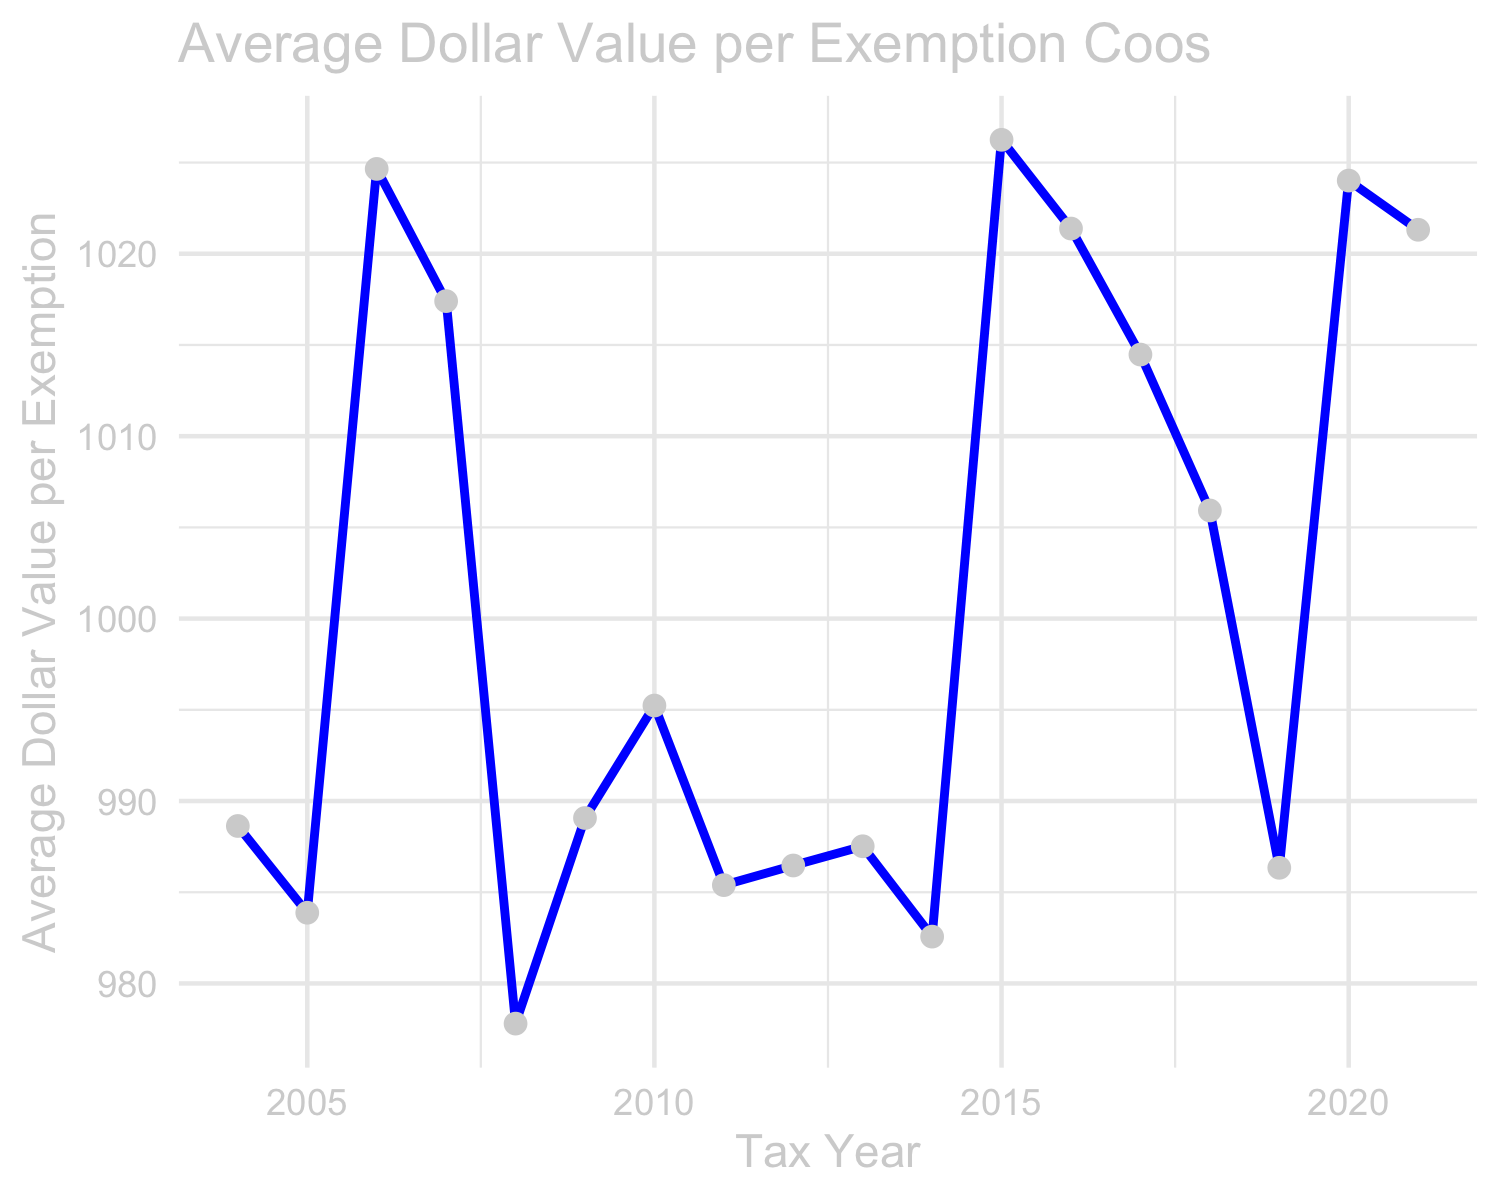 Average Dollar Value per Exemption Coos
Average Dollar Value per Exemption
1020
1010
1000
990
980
2005 2010 2015 2020
Tax Year